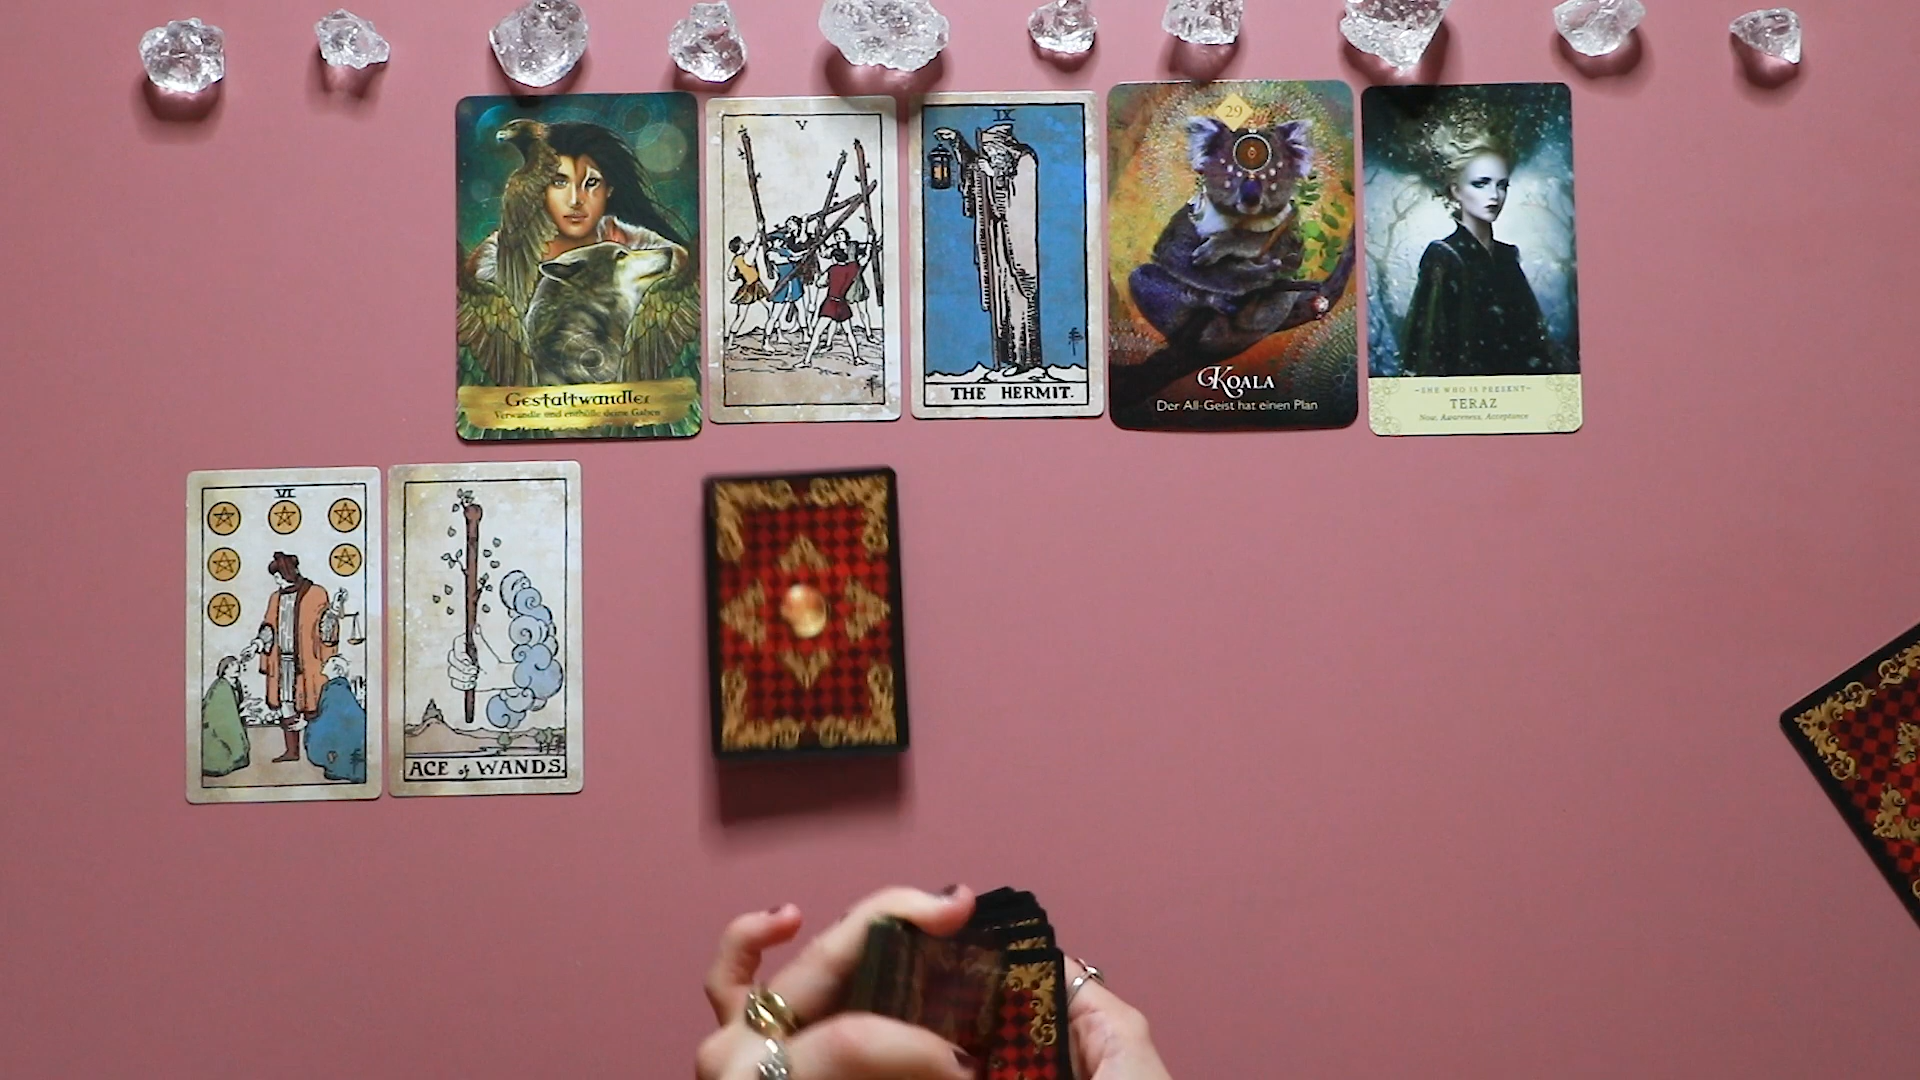 Gestaltwandler
Verwandle und enthülle deine Gaben
V
IX
THE HERMIT.
29
KOALA
Der All-Geist hat einen Plan
~SHE WHO IS PRESENT~
TERAZ
Now, Awareness, Acceptance
VI
ACE of WANDS.